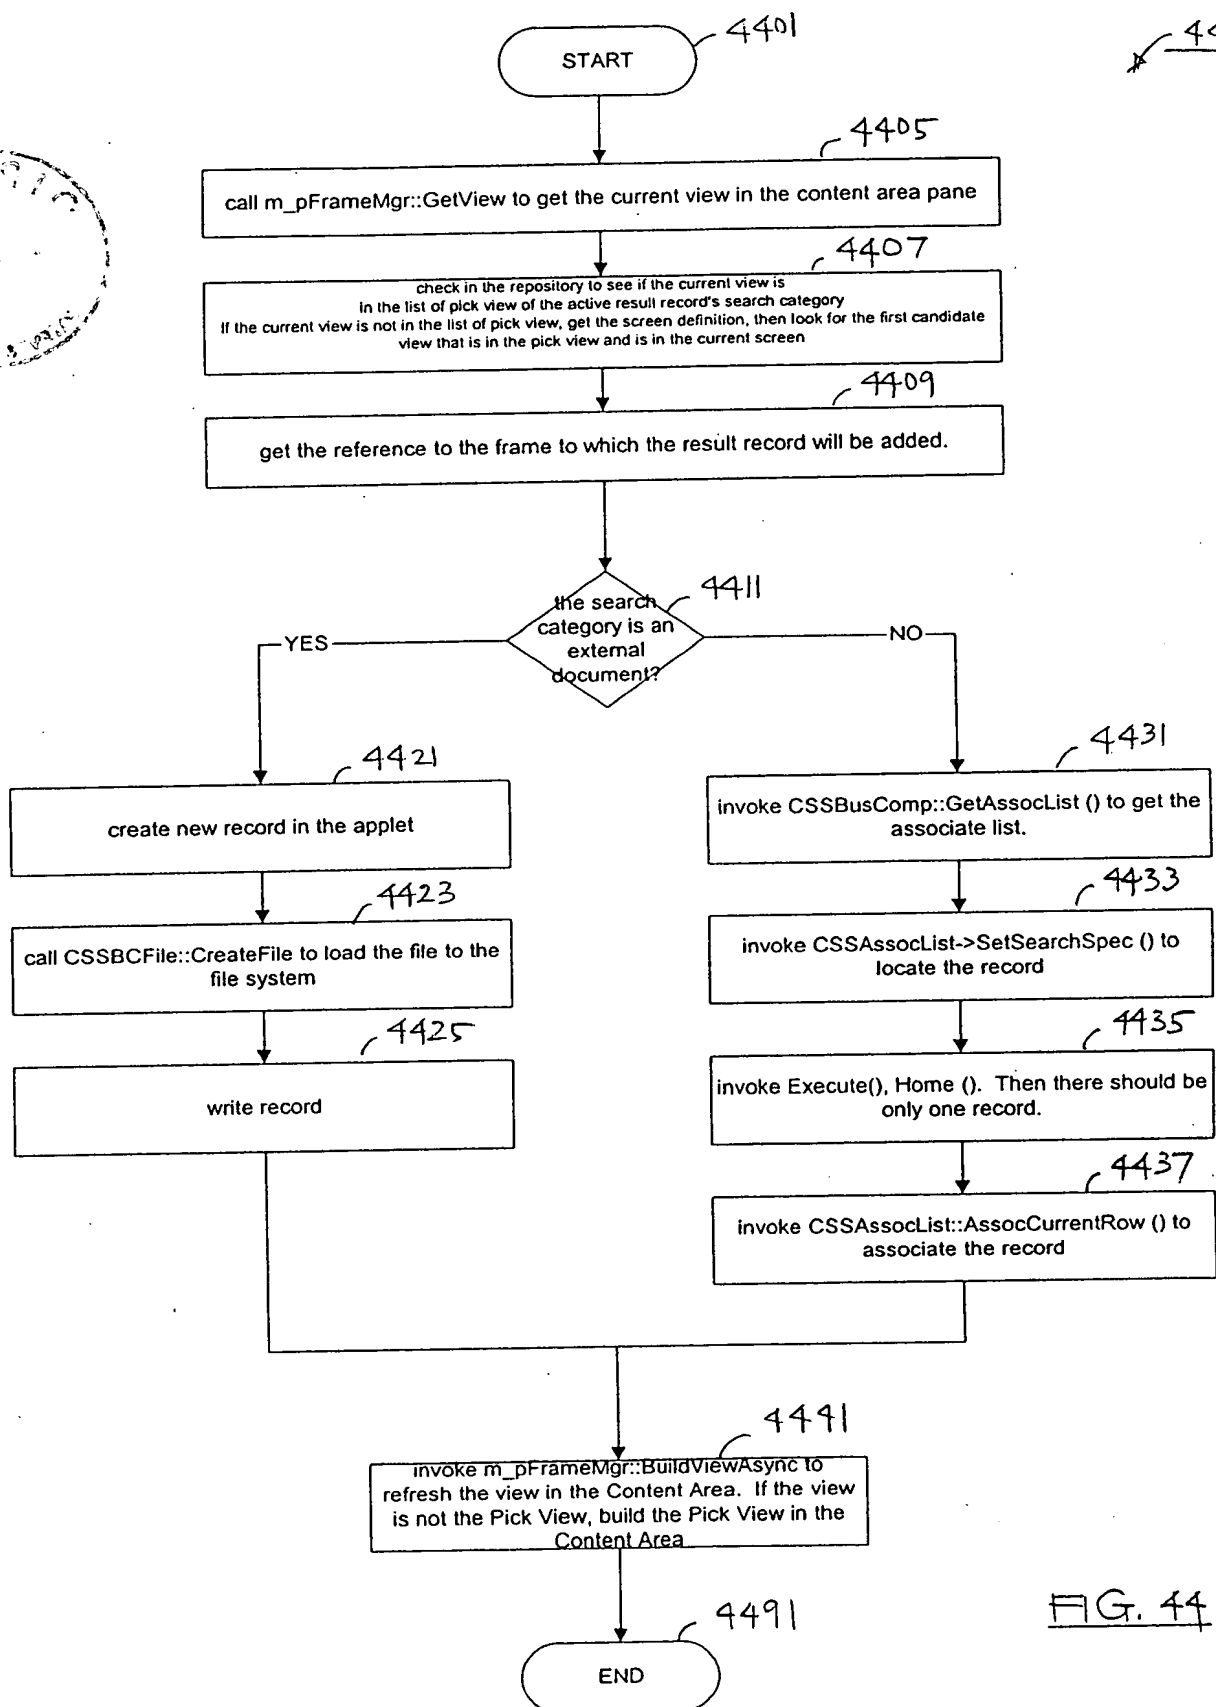 4401
START
4405
call m_pFrameMgr::GetView to get the current view in the content area pane
4407
check in the repository to see if the current view is
in the list of pick view of the active result record's search category
If the current view is not in the list of pick view, get the screen definition, then look for the first candidate
view that is in the pick view and is in the current screen
4409
get the reference to the frame to which the result record will be added.
4411
the search
category is an
external
document?
YES
NO
4421
create new record in the applet
4423
call CSSBCFile::CreateFile to load the file to the
file system
4425
write record
4431
invoke CSSBusComp::GetAssocList () to get the
associate list.
4433
invoke CSSAssocList->SetSearchSpec () to
locate the record
4435
invoke Execute(), Home (). Then there should be
only one record.
4437
invoke CSSAssocList::AssocCurrentRow () to
associate the record
4441
invoke m_pFrameMgr::BuildViewAsync to
refresh the view in the Content Area. If the view
is not the Pick View, build the Pick View in the
Content Area
4491
END
FIG. 44